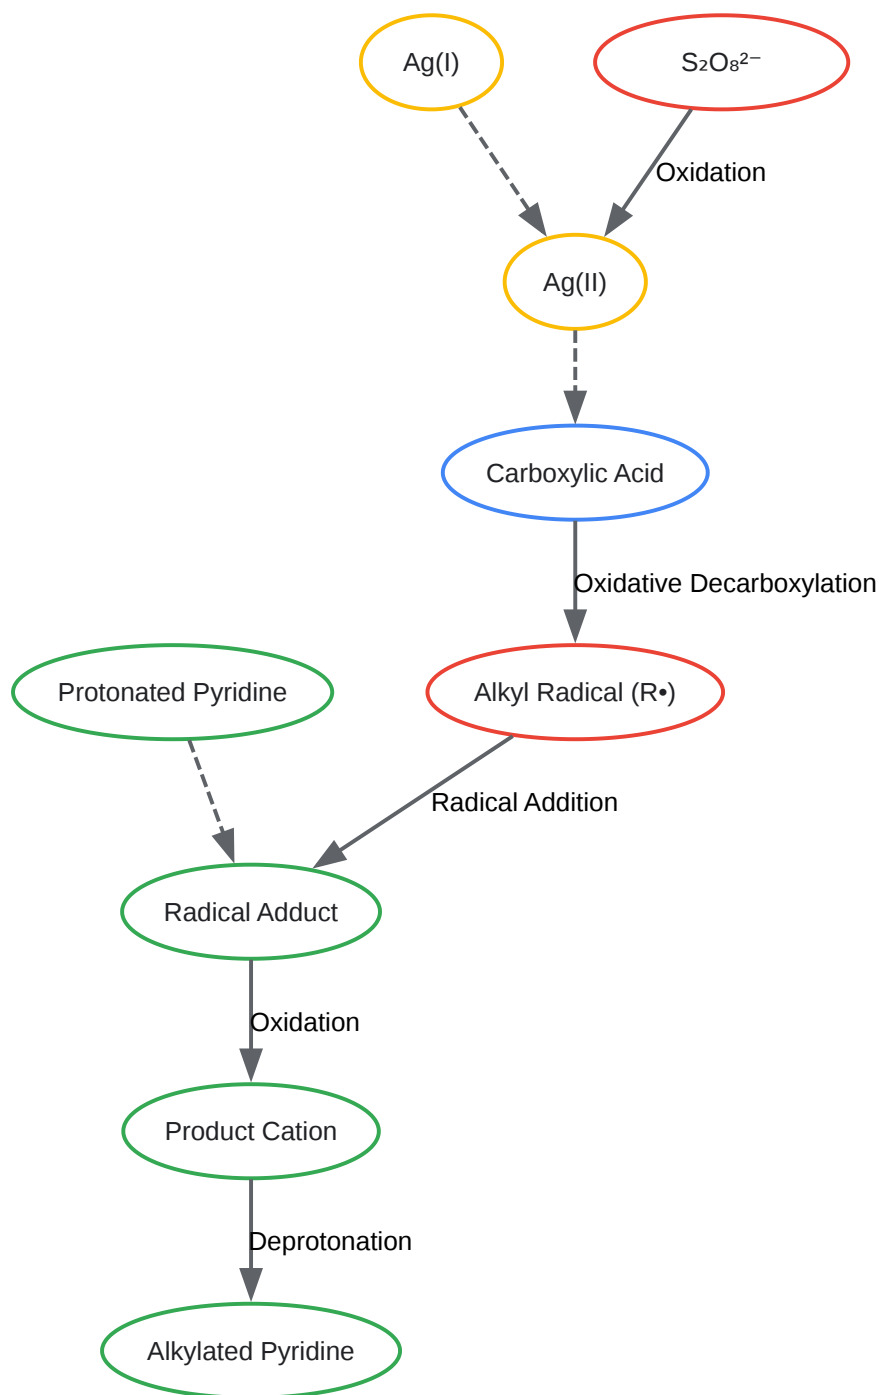 Ag(I)
S₂O₈²⁻
Oxidation
Ag(II)
Carboxylic Acid
Oxidative Decarboxylation
Protonated Pyridine
Alkyl Radical (R•)
Radical Addition
Radical Adduct
Oxidation
Product Cation
Deprotonation
Alkylated Pyridine